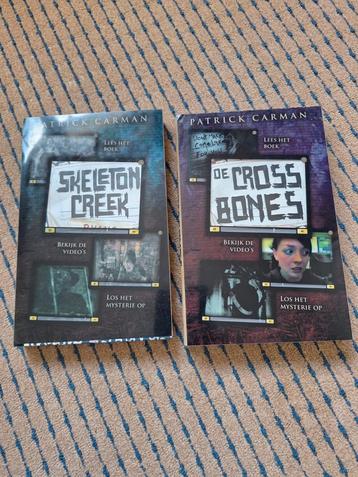 PATRICK CARMAN
LEES HET
BOEK
SKELETON
CREEK
BEKIJK DE
VIDEO'S
LOS HET
MYSTERIE OP
PATRICK CARMAN
LEES HET
BOEK
DE CROSS
BONES
BEKIJK DE
VIDEO'S
LOS HET
MYSTERIE OP